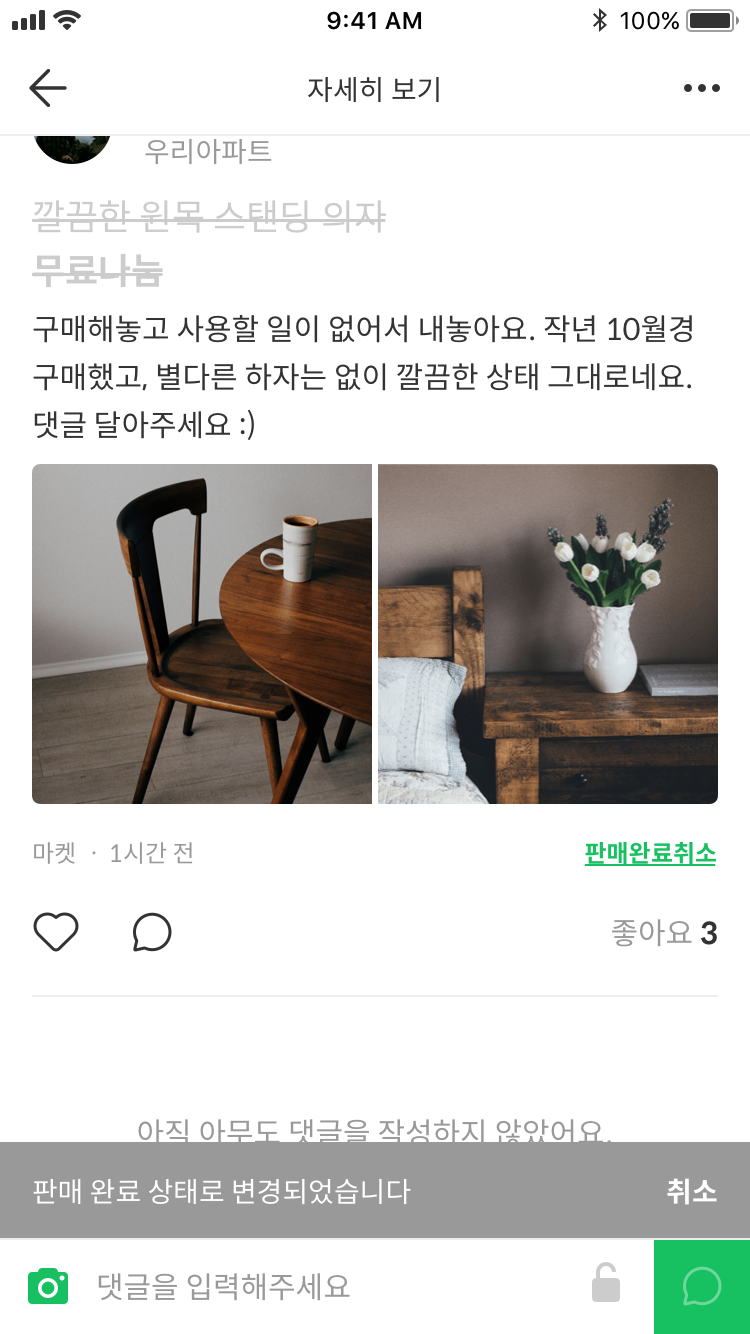 9:41 AM
100%
자세히 보기
우리아파트
깔끔한 원목 스탠딩 의자
무료나눔
구매해놓고 사용할 일이 없어서 내놓아요. 작년 10월경
구매했고, 별다른 하자는 없이 깔끔한 상태 그대로네요.
댓글 달아주세요 :)
마켓 · 1시간 전
판매완료취소
좋아요 3
아직 아무도 댓글을 작성하지 않았어요.
판매 완료 상태로 변경되었습니다
취소
댓글을 입력해주세요